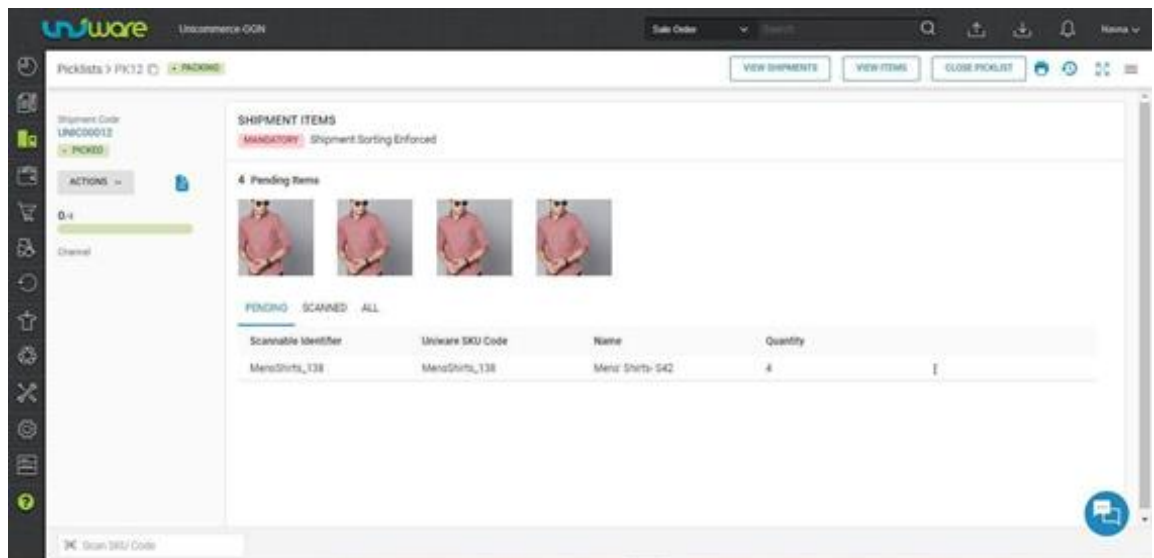 uniware Unicommerce-GGN Sale Order Search
Picklists > PK12 PACKING VIEW SHIPMENTS VIEW ITEMS CLOSE PICKLIST
Shipment Code
UNIC00012
PICKED
ACTIONS
0/4
Channel
SHIPMENT ITEMS
MANDATORY Shipment Sorting Enforced
4 Pending Items
PENDING SCANNED ALL
Scannable Identifier Uniware SKU Code Name Quantity
MensShirts_138 MensShirts_138 Mens' Shirts- S42 4
Scan SKU Code